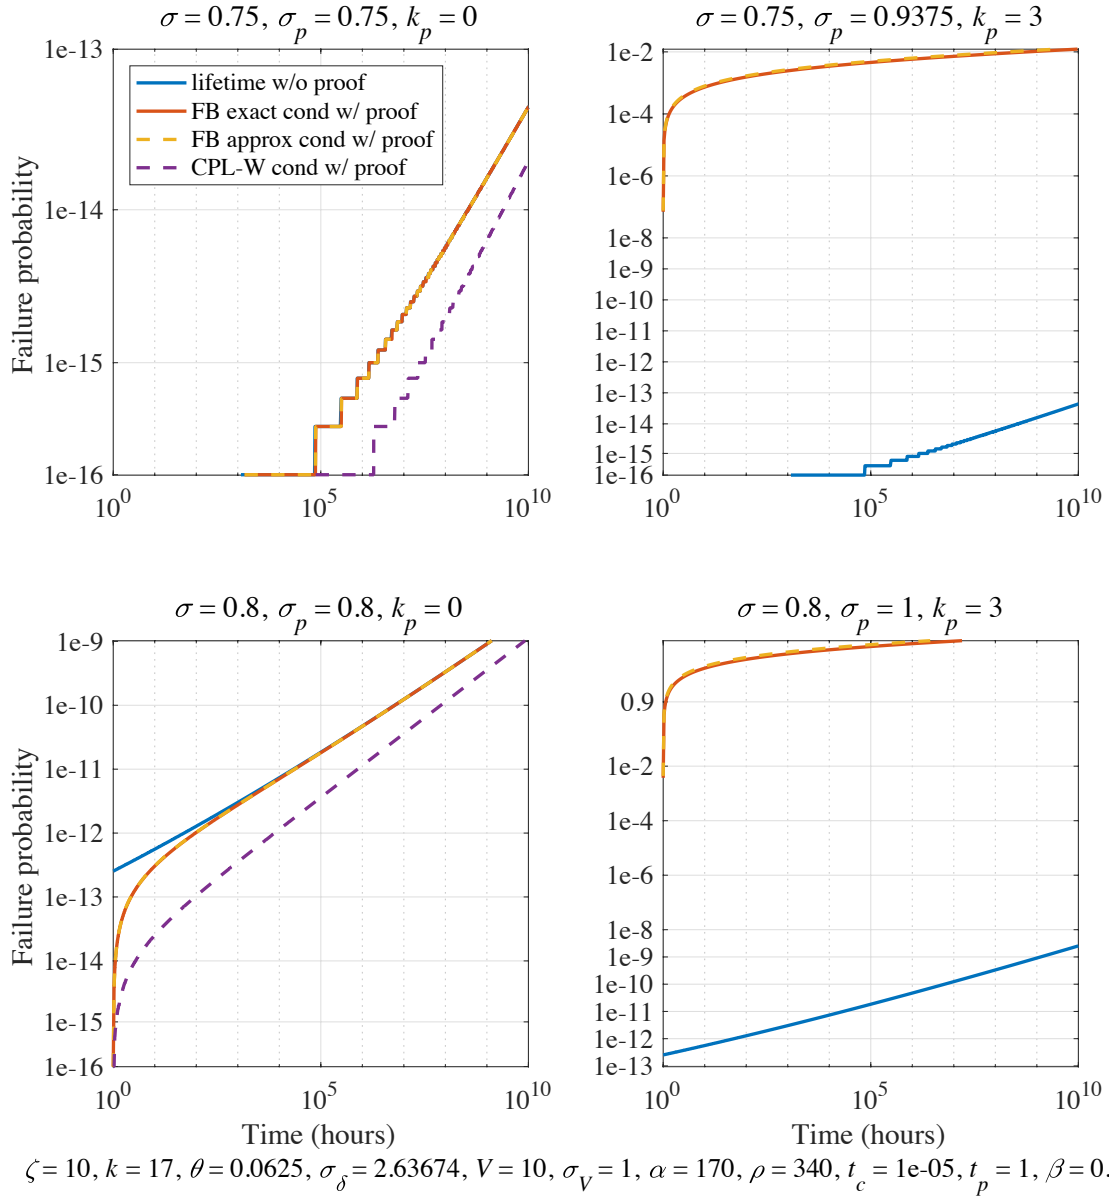 σ = 0.75, σ_p = 0.75, k_p = 0
1e-13
1e-14
1e-15
1e-16
Failure probability
lifetime w/o proof
FB exact cond w/ proof
FB approx cond w/ proof
CPL-W cond w/ proof
10^0
10^5
10^10
σ = 0.75, σ_p = 0.9375, k_p = 3
1e-2
1e-4
1e-6
1e-8
1e-9
1e-10
1e-11
1e-12
1e-13
1e-14
1e-15
1e-16
10^0
10^5
10^10
σ = 0.8, σ_p = 0.8, k_p = 0
1e-9
1e-10
1e-11
1e-12
1e-13
1e-14
1e-15
1e-16
Failure probability
10^0
10^5
10^10
Time (hours)
σ = 0.8, σ_p = 1, k_p = 3
0.9
1e-2
1e-4
1e-6
1e-8
1e-9
1e-10
1e-11
1e-12
1e-13
10^0
10^5
10^10
Time (hours)
ζ = 10, k = 17, θ = 0.0625, σ_δ = 2.63674, V = 10, σ_V = 1, α = 170, ρ = 340, t_c = 1e-05, t_p = 1, β = 0.